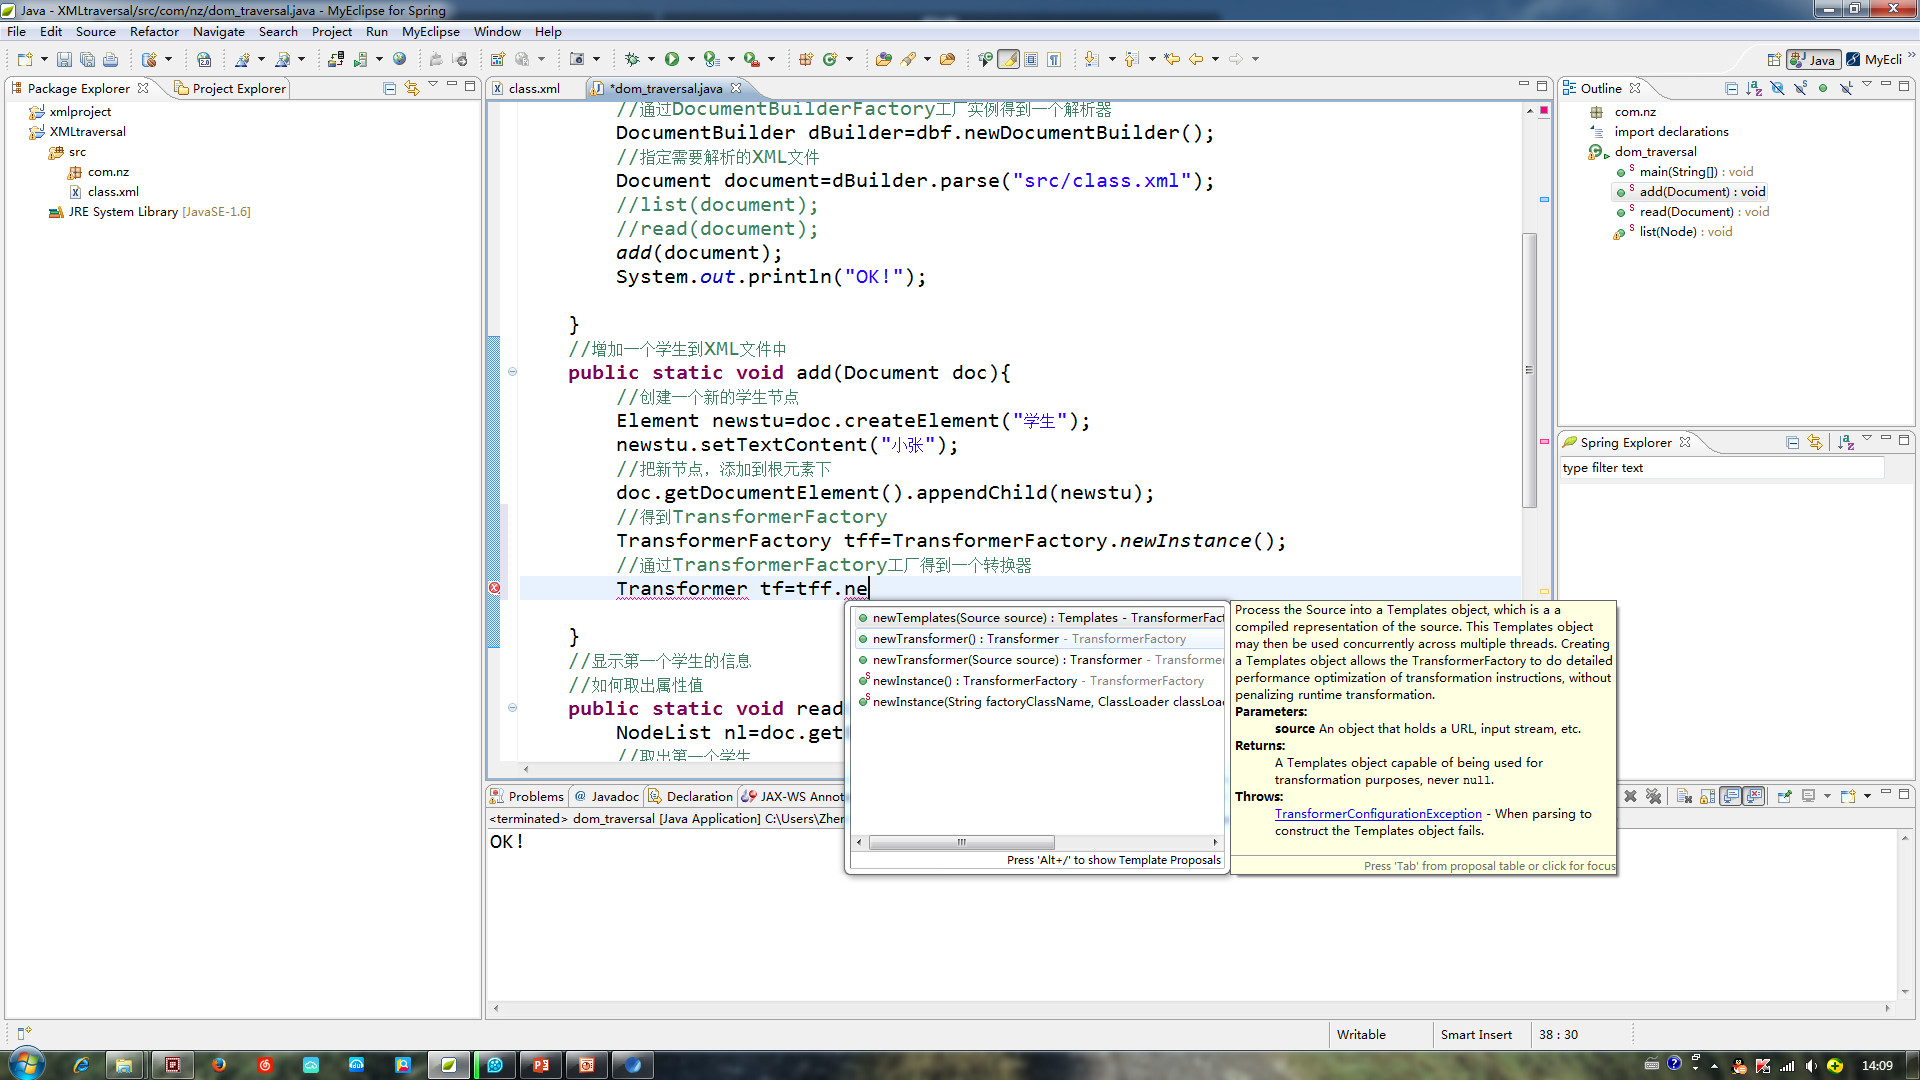 Java - XMLtraversal/src/com/nz/dom_traversal.java - MyEclipse for Spring
File Edit Source Refactor Navigate Search Project Run MyEclipse Window Help
Java
MyEcli
Package Explorer
Project Explorer
xmlproject
XMLtraversal
src
com.nz
class.xml
JRE System Library [JavaSE-1.6]
class.xml
*dom_traversal.java
//通过DocumentBuilderFactory工厂实例得到一个解析器
DocumentBuilder dBuilder=dbf.newDocumentBuilder();
//指定需要解析的XML文件
Document document=dBuilder.parse("src/class.xml");
//list(document);
//read(document);
add(document);
System.out.println("OK!");
}
//增加一个学生到XML文件中
public static void add(Document doc){
//创建一个新的学生节点
Element newstu=doc.createElement("学生");
newstu.setTextContent("小张");
//把新节点，添加到根元素下
doc.getDocumentElement().appendChild(newstu);
//得到TransformerFactory
TransformerFactory tff=TransformerFactory.newInstance();
//通过TransformerFactory工厂得到一个转换器
Transformer tf=tff.ne
}
//显示第一个学生的信息
//如何取出属性值
public static void read
NodeList nl=doc.get
//取出第一个学生
newTemplates(Source source) : Templates - TransformerFact
newTransformer() : Transformer - TransformerFactory
newTransformer(Source source) : Transformer - Transforme
newInstance() : TransformerFactory - TransformerFactory
newInstance(String factoryClassName, ClassLoader classLoa
Press 'Alt+/' to show Template Proposals
Process the Source into a Templates object, which is a a
compiled representation of the source. This Templates object
may then be used concurrently across multiple threads. Creating
a Templates object allows the TransformerFactory to do detailed
performance optimization of transformation instructions, without
penalizing runtime transformation.
Parameters:
source An object that holds a URL, input stream, etc.
Returns:
A Templates object capable of being used for
transformation purposes, never null.
Throws:
TransformerConfigurationException - When parsing to
construct the Templates object fails.
Press 'Tab' from proposal table or click for focus
Outline
com.nz
import declarations
dom_traversal
main(String[]) : void
add(Document) : void
read(Document) : void
list(Node) : void
Spring Explorer
type filter text
Problems
Javadoc
Declaration
JAX-WS Annot
<terminated> dom_traversal [Java Application] C:\Users\Zher
OK!
Writable
Smart Insert
38 : 30
14:09